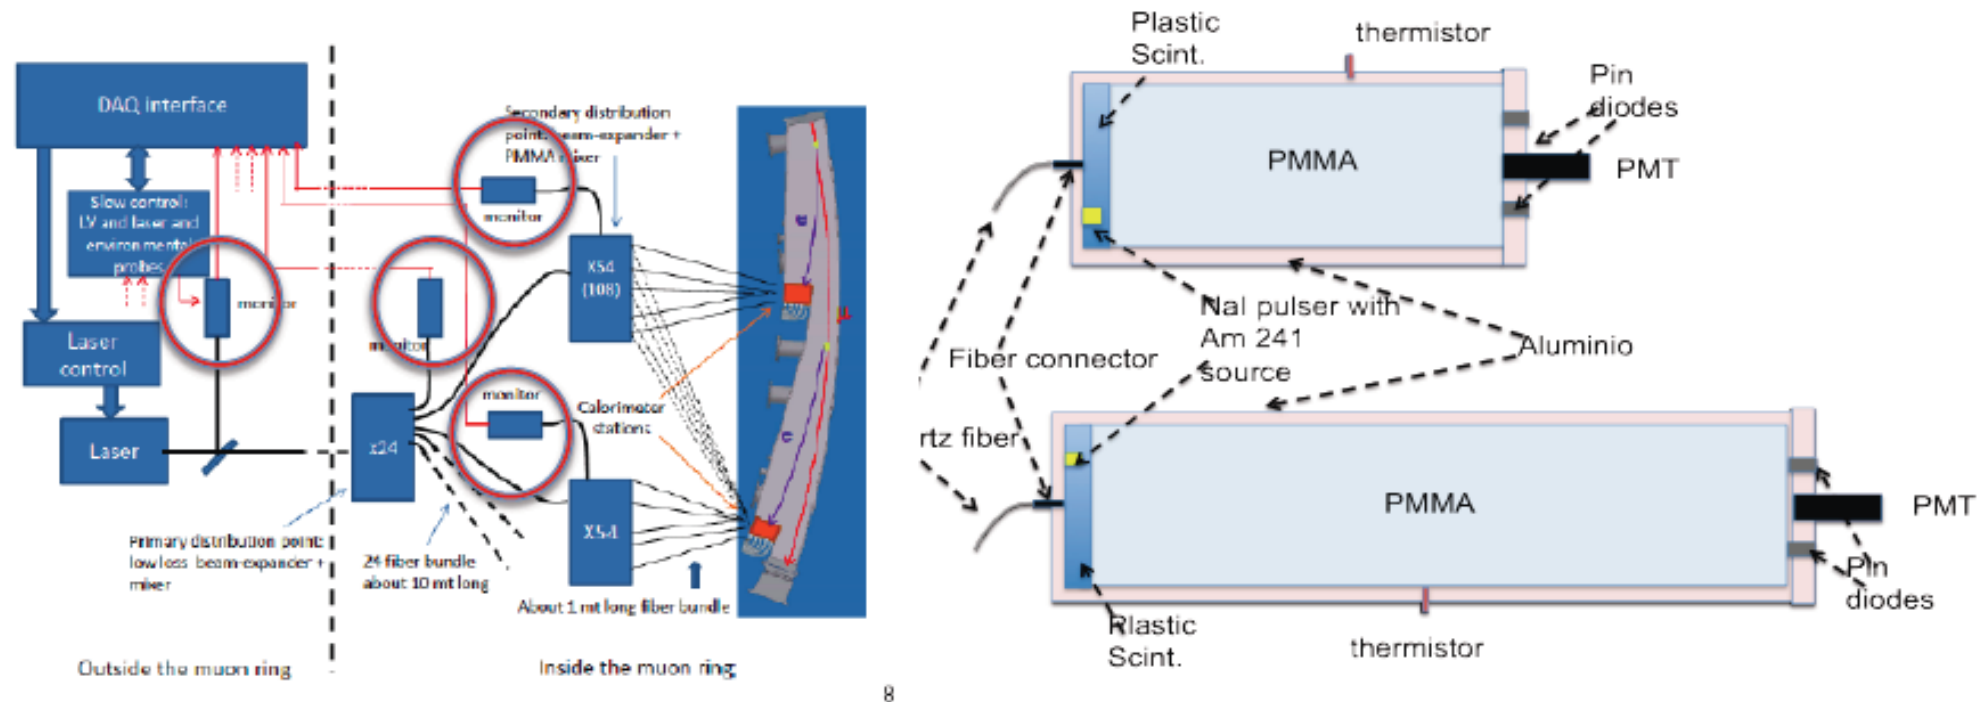 DAQ interface
Slow control:
LV and laser and
environmental
probes
monitor
Laser
control
Laser
Primary distribution point:
low loss beam-expander +
mixer
Outside the muon ring
Secondary distribution
point: beam-expander +
PMMA mixer
monitor
monitor
monitor
X54
(108)
x24
X54
Calorimeter
stations
24 fiber bundle
about 10 mt long
About 1 mt long fiber bundle
Inside the muon ring
e
e
8
Plastic
Scint.
thermistor
Pin
diodes
PMMA
PMT
NaI pulser with
Am 241
source
Fiber connector
Aluminio
rtz fiber
PMMA
PMT
Pin
diodes
Plastic
Scint.
thermistor